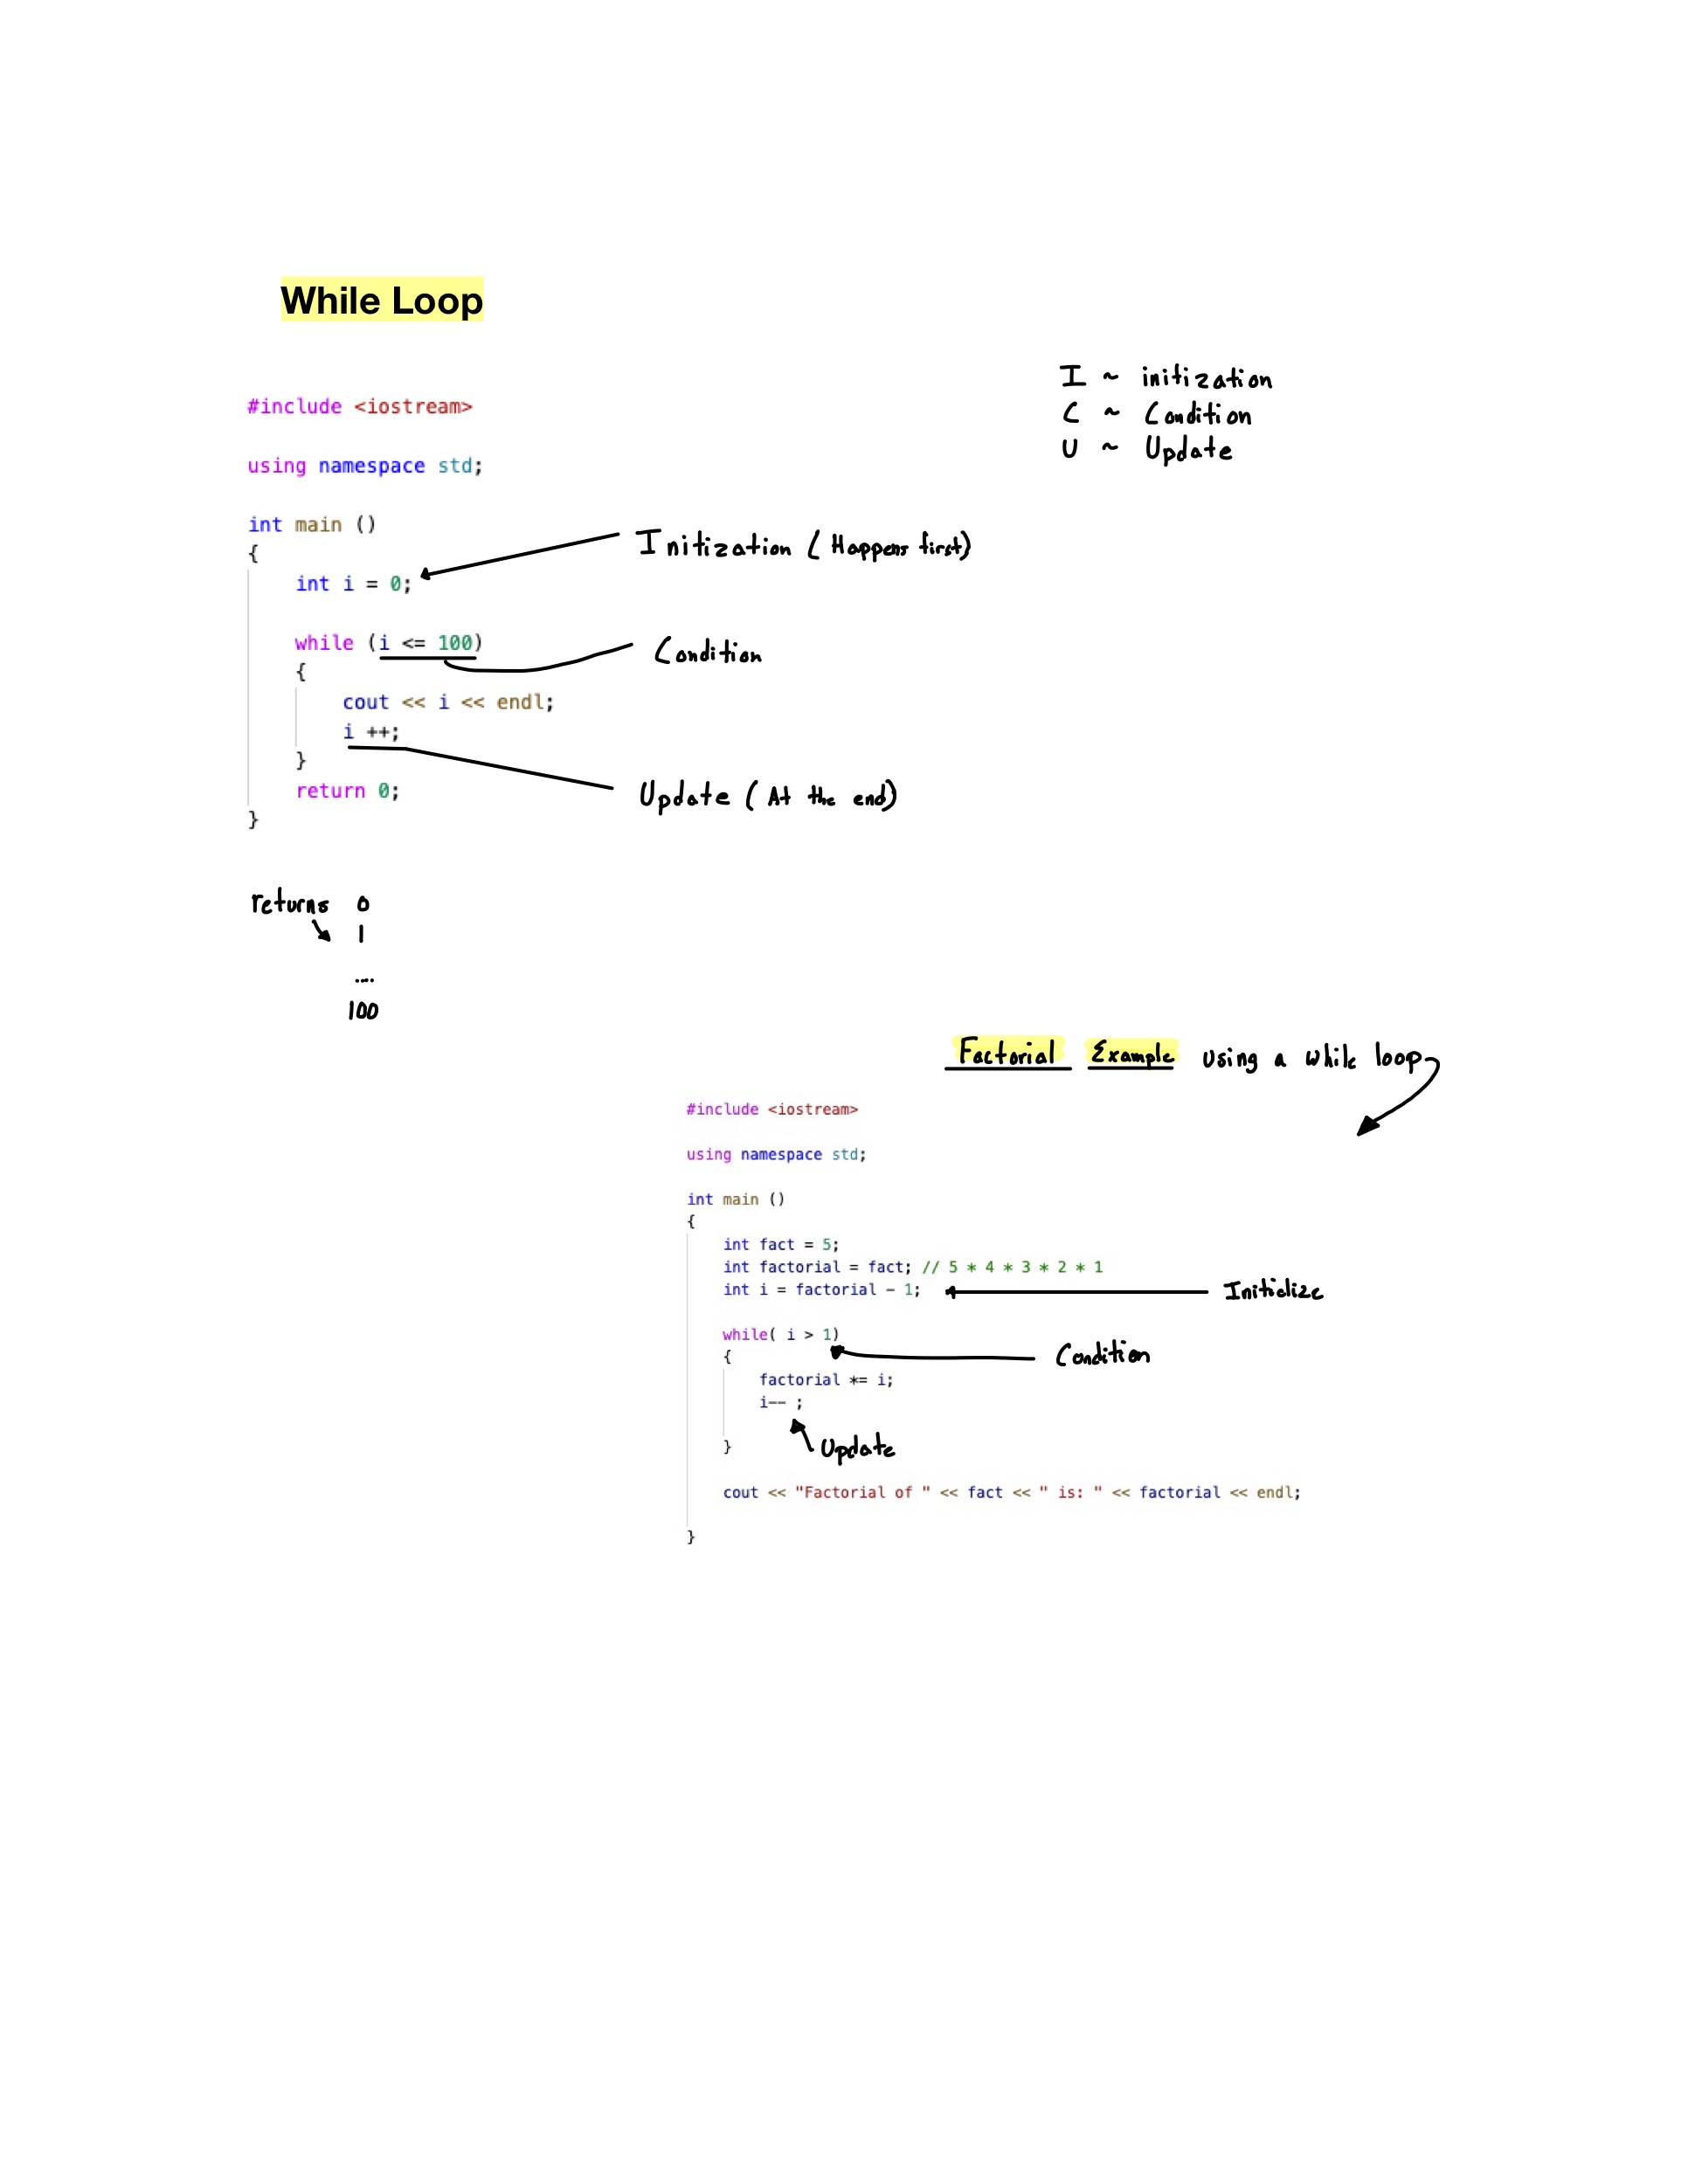 While Loop
I ~ initization
C ~ Condition
U ~ Update
#include <iostream>
using namespace std;
int main ()
{
int i = 0;
Initization (Happens first)
while (i <= 100)
Condition
{
cout << i << endl;
i ++;
}
return 0;
Update (At the end)
}
returns 0
1
....
100
Factorial Example using a while loop
#include <iostream>
using namespace std;
int main ()
{
int fact = 5;
int factorial = fact; // 5 * 4 * 3 * 2 * 1
int i = factorial - 1;
Initialize
while( i > 1)
{
Condition
factorial *= i;
i-- ;
}
Update
cout << "Factorial of " << fact << " is: " << factorial << endl;
}